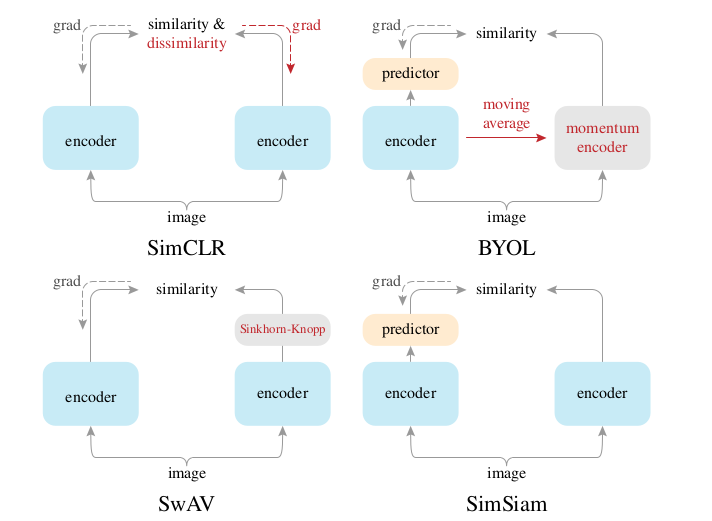 grad
similarity &
dissimilarity
grad
encoder
encoder
image
SimCLR
grad
similarity
predictor
encoder
moving
average
momentum
encoder
image
BYOL
grad
similarity
Sinkhorn-Knopp
encoder
encoder
image
SwAV
grad
similarity
predictor
encoder
encoder
image
SimSiam